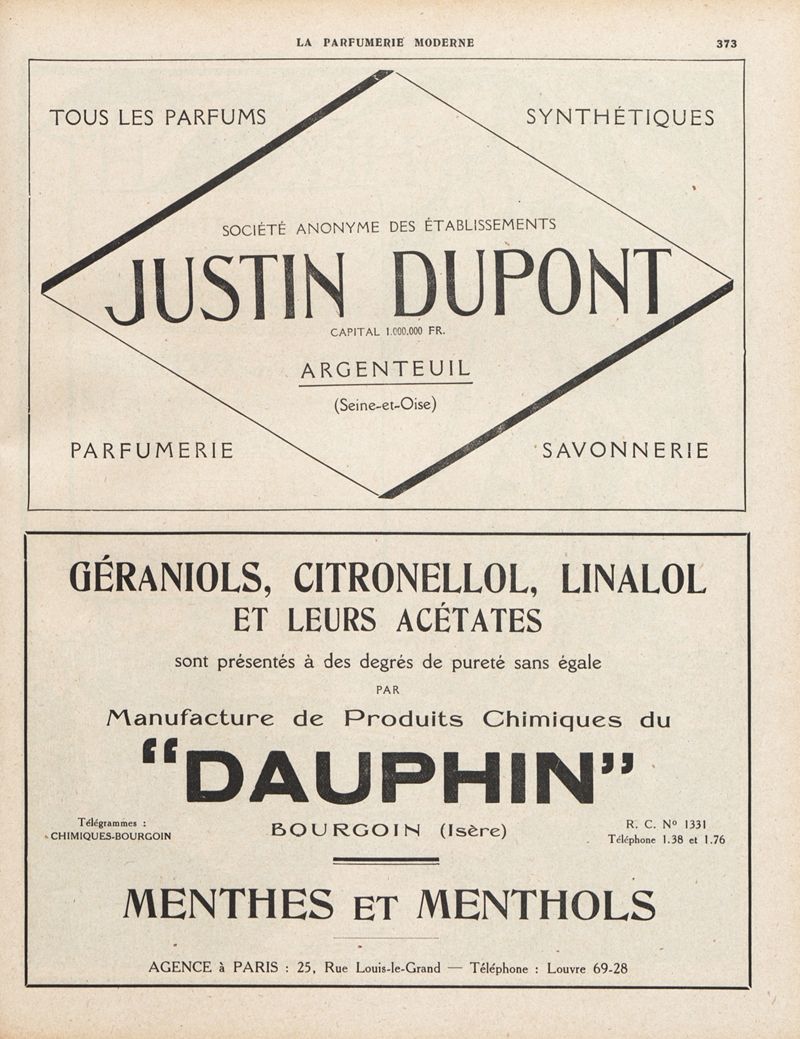 LA PARFUMERIE MODERNE 373
TOUS LES PARFUMS SYNTHÉTIQUES
SOCIÉTÉ ANONYME DES ÉTABLISSEMENTS
JUSTIN DUPONT
CAPITAL 1.000.000 FR.
ARGENTEUIL
(Seine-et-Oise)
PARFUMERIE SAVONNERIE
GÉRANIOLS, CITRONELLOL, LINALOL
ET LEURS ACÉTATES
sont présentés à des degrés de pureté sans égale
PAR
Manufacture de Produits Chimiques du
"DAUPHIN"
Télégrammes :
CHIMIQUES-BOURGOIN
BOURGOIN (Isère)
R. C. Nº 1331
Téléphone 1.38 et 1.76
MENTHES ET MENTHOLS
AGENCE à PARIS : 25, Rue Louis-le-Grand — Téléphone : Louvre 69-28